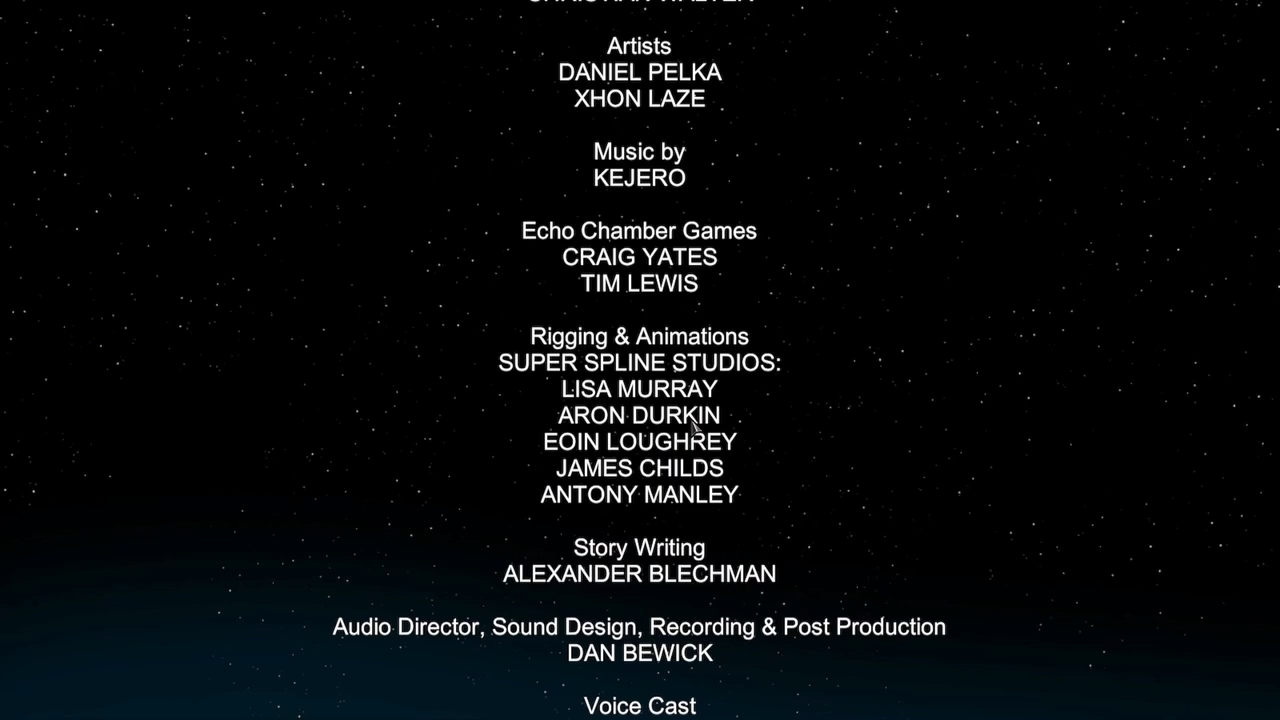 Artists
DANIEL PELKA
XHON LAZE
Music by
KEJERO
Echo Chamber Games
CRAIG YATES
TIM LEWIS
Rigging & Animations
SUPER SPLINE STUDIOS:
LISA MURRAY
ARON DURKIN
EOIN LOUGHREY
JAMES CHILDS
ANTONY MANLEY
Story Writing
ALEXANDER BLECHMAN
Audio Director, Sound Design, Recording & Post Production
DAN BEWICK
Voice Cast